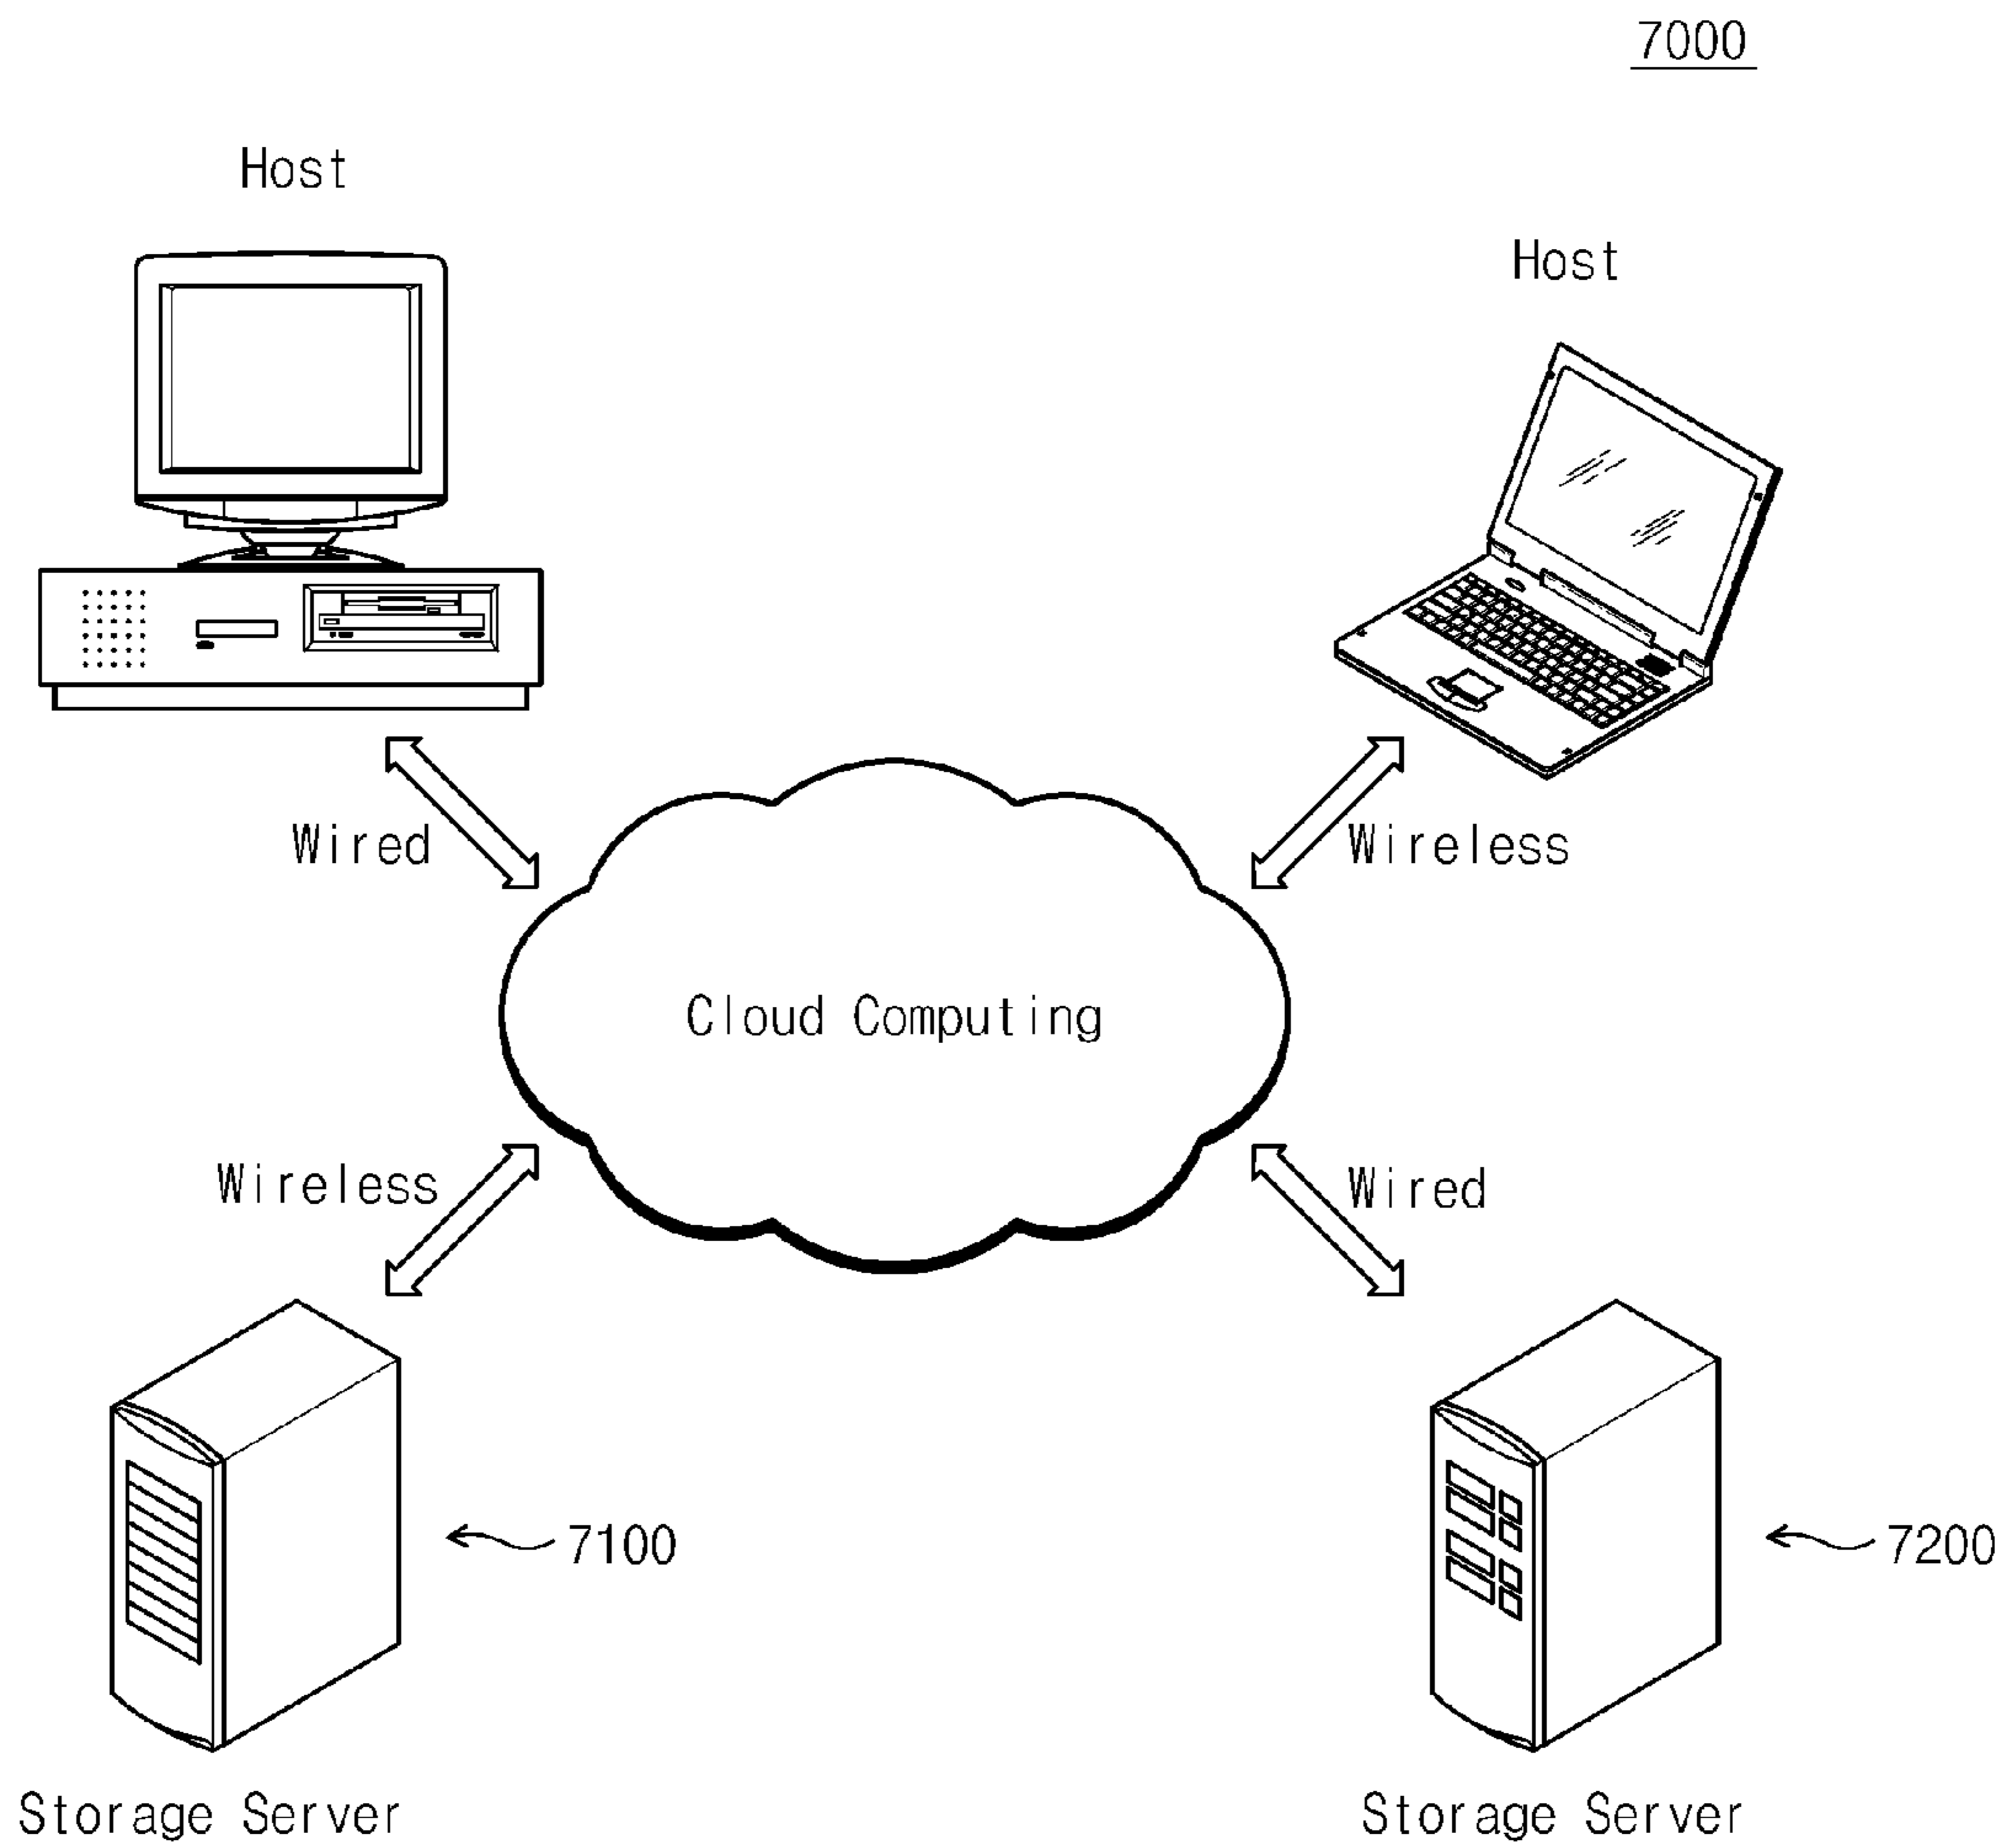 7000
Host
Host
Wired
Wireless
Cloud Computing
Wireless
Wired
7100
7200
Storage Server
Storage Server